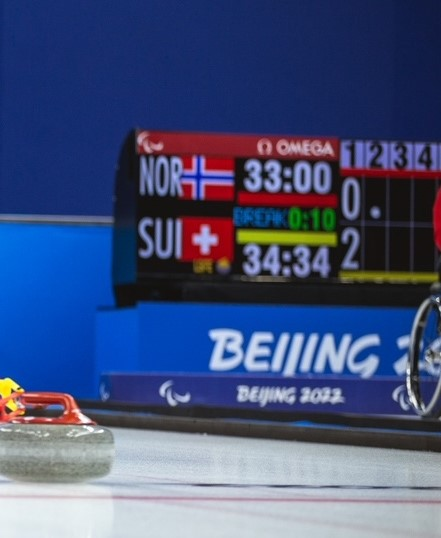 Ω OMEGA 1 2 3 4
NOR 33:00 0 .
BREAK 0:10
SUI 34:34 2
BEIJING 2
BEIJING 2022